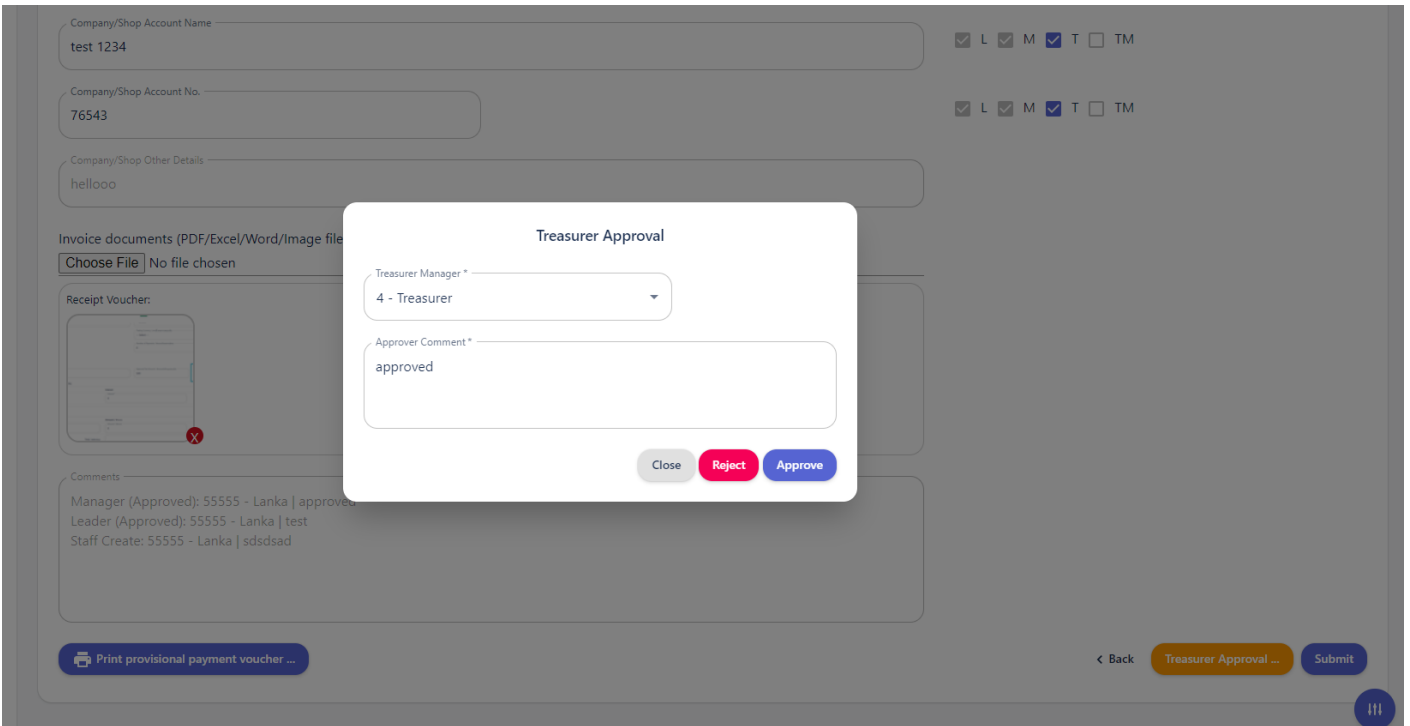 Company/Shop Account Name
test 1234
L M T TM
Company/Shop Account No.
76543
L M T TM
Company/Shop Other Details
hellooo
Invoice documents (PDF/Excel/Word/Image file
Choose File No file chosen
Receipt Voucher:
X
Treasurer Approval
Treasurer Manager *
4 - Treasurer
Approver Comment *
approved
Close Reject Approve
Comments
Manager (Approved): 55555 - Lanka | approved
Leader (Approved): 55555 - Lanka | test
Staff Create: 55555 - Lanka | sdsdsad
Print provisional payment voucher ...
< Back Treasurer Approval ... Submit